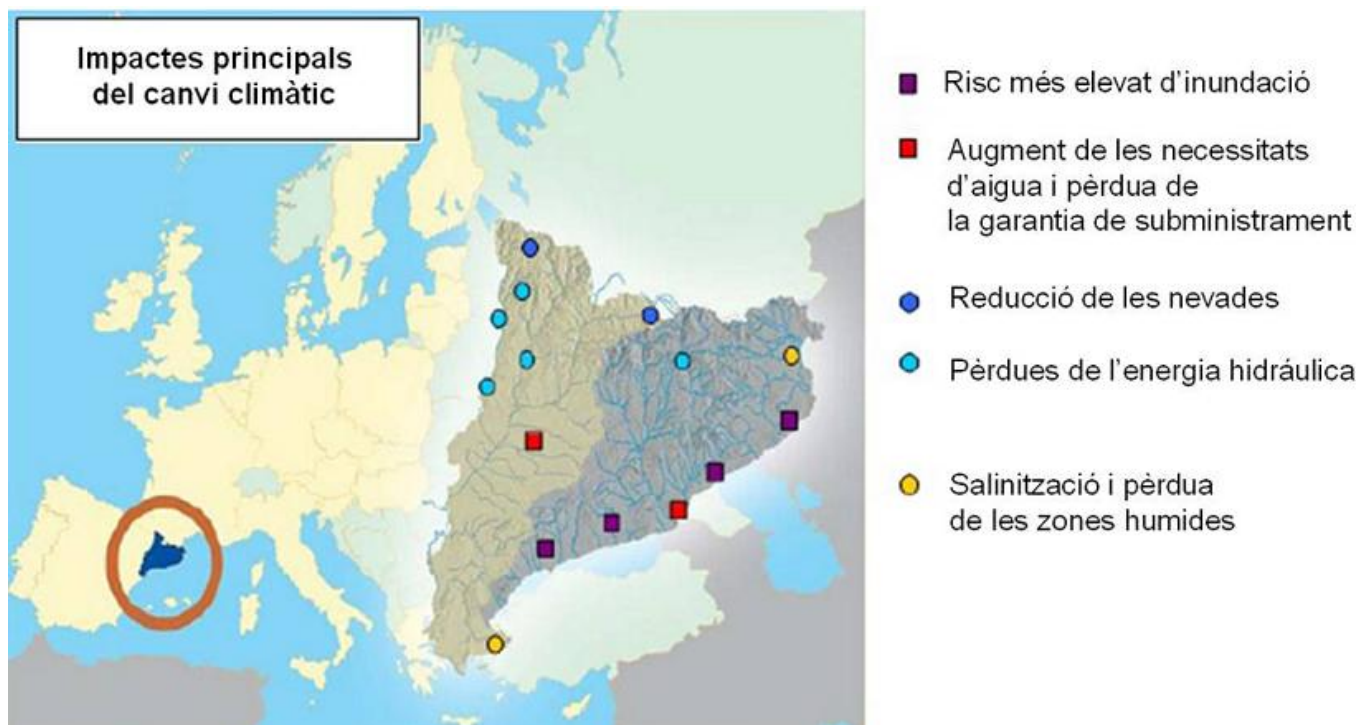 Impactes principals
del canvi climàtic
Risc més elevat d'inundació
Augment de les necessitats
d'aigua i pèrdua de
la garantia de subministrament
Reducció de les nevades
Pèrdues de l'energia hidráulica
Salinització i pèrdua
de les zones humides